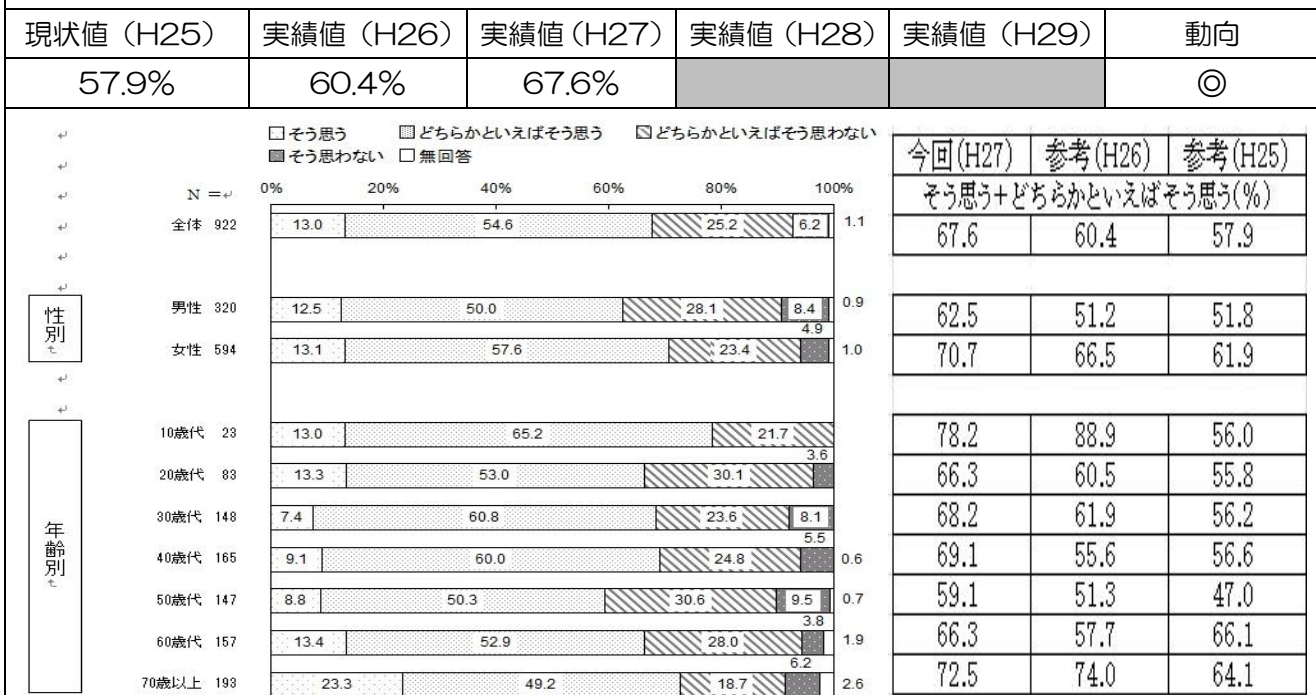 現状値（H25） 実績値（H26） 実績値（H27） 実績値（H28） 実績値（H29） 動向
57.9% 60.4% 67.6% ◎
そう思う どちらかといえばそう思う どちらかといえばそう思わない
そう思わない 無回答
今回(H27) 参考(H26) 参考(H25)
そう思う+どちらかといえばそう思う(%)
N = 0% 20% 40% 60% 80% 100%
全体 922 13.0 54.6 25.2 6.2 1.1 67.6 60.4 57.9
性別
男性 320 12.5 50.0 28.1 8.4 0.9 62.5 51.2 51.8
女性 594 13.1 57.6 23.4 4.9 1.0 70.7 66.5 61.9
年齢別
10歳代 23 13.0 65.2 21.7 78.2 88.9 56.0
20歳代 83 13.3 53.0 30.1 3.6 66.3 60.5 55.8
30歳代 148 7.4 60.8 23.6 8.1 68.2 61.9 56.2
40歳代 165 9.1 60.0 24.8 5.5 0.6 69.1 55.6 56.6
50歳代 147 8.8 50.3 30.6 9.5 0.7 59.1 51.3 47.0
60歳代 157 13.4 52.9 28.0 3.8 1.9 66.3 57.7 66.1
70歳以上 193 23.3 49.2 18.7 6.2 2.6 72.5 74.0 64.1